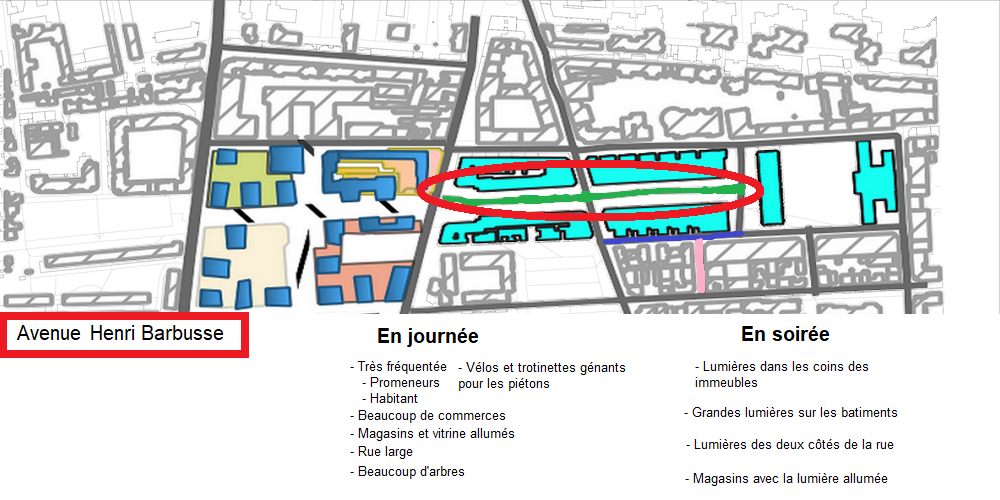 Avenue Henri Barbusse
En journée
- Très fréquentée
- Promeneurs
- Habitant
- Beaucoup de commerces
- Magasins et vitrine allumés
- Rue large
- Beaucoup d'arbres
- Vélos et trotinettes génants
pour les piétons
En soirée
- Lumières dans les coins des
immeubles
- Grandes lumières sur les batiments
- Lumières des deux côtés de la rue
- Magasins avec la lumière allumée